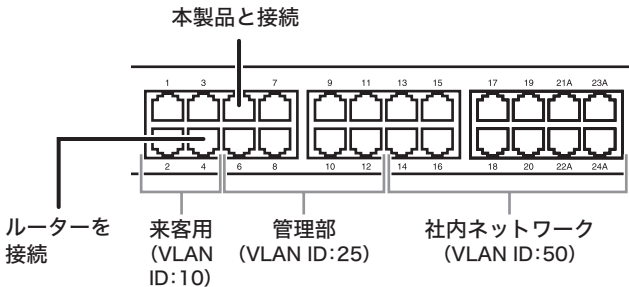 本製品と接続
1 3 7 9 11 13 15 17 19 21A 23A
2 4 6 8 10 12 14 16 18 20 22A 24A
ルーターを
接続
来客用
(VLAN
ID:10)
管理部
(VLAN ID:25)
社内ネットワーク
(VLAN ID:50)